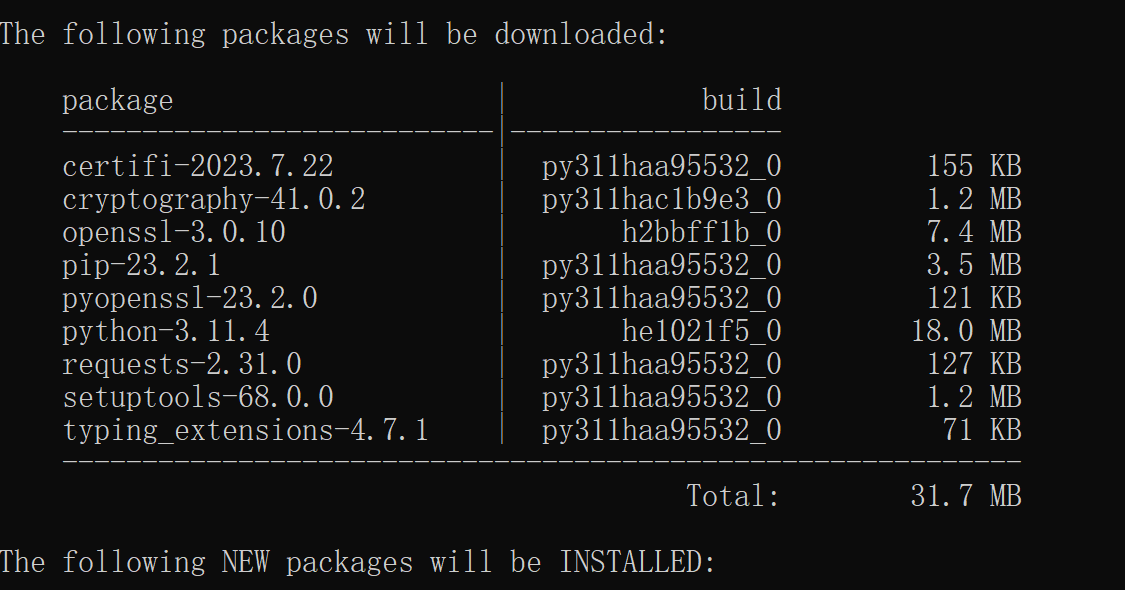 The following packages will be downloaded:
package | build
---------------------------|-----------------
certifi-2023.7.22 | py311haa95532_0 155 KB
cryptography-41.0.2 | py311hac1b9e3_0 1.2 MB
openssl-3.0.10 | h2bbff1b_0 7.4 MB
pip-23.2.1 | py311haa95532_0 3.5 MB
pyopenssl-23.2.0 | py311haa95532_0 121 KB
python-3.11.4 | he1021f5_0 18.0 MB
requests-2.31.0 | py311haa95532_0 127 KB
setuptools-68.0.0 | py311haa95532_0 1.2 MB
typing_extensions-4.7.1 | py311haa95532_0 71 KB
------------------------------------------------------------
Total: 31.7 MB
The following NEW packages will be INSTALLED: